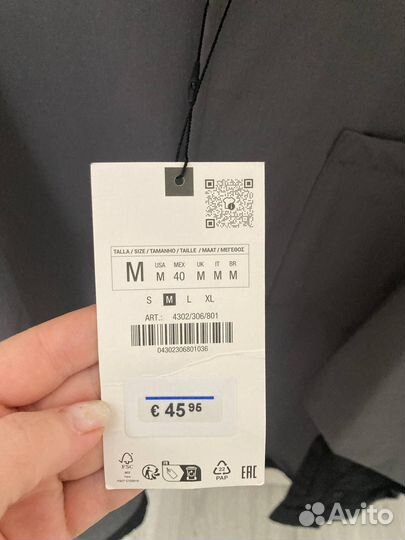 TALLA / SIZE / TAMANHO / TAILLE / MAAT / ΜΕΓΕΘΟΣ
M USA MEX UK IT BR
M 40 M M M
S M L XL
ART.: 4302/306/801
04302306801036
€ 45 95
FSC
22
PAP
EAC
Avito